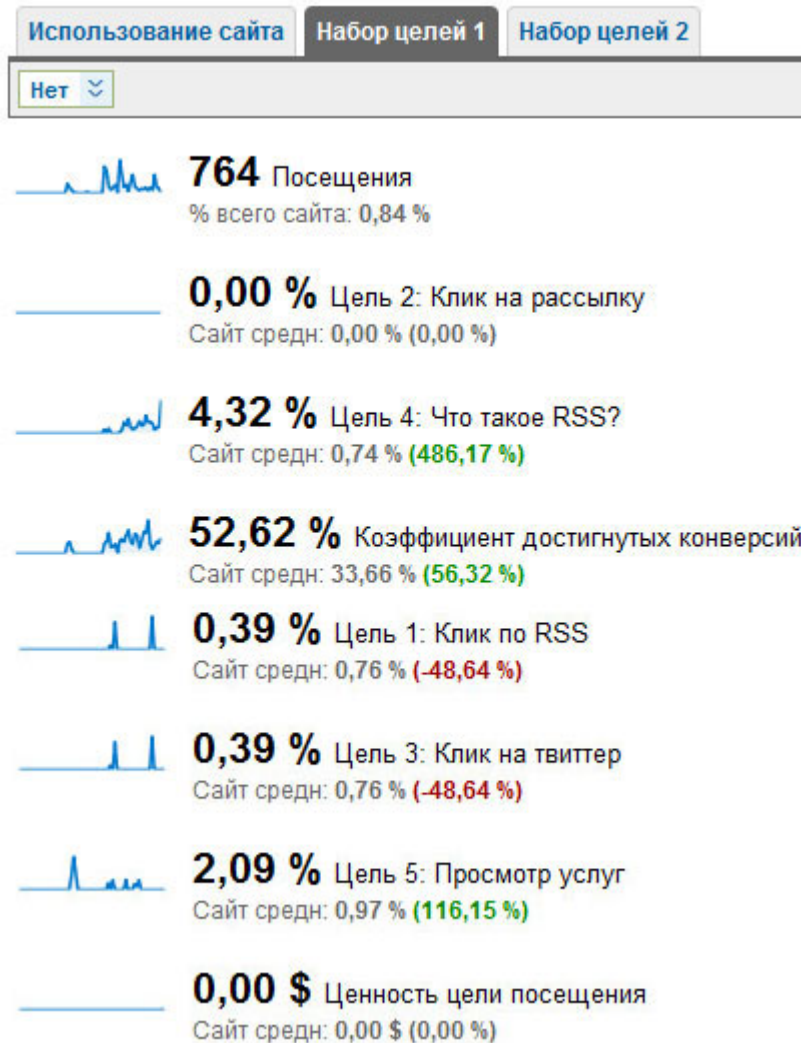 Использование сайта Набор целей 1 Набор целей 2
Нет
764 Посещения
% всего сайта: 0,84 %
0,00 % Цель 2: Клик на рассылку
Сайт средн: 0,00 % (0,00 %)
4,32 % Цель 4: Что такое RSS?
Сайт средн: 0,74 % (486,17 %)
52,62 % Коэффициент достигнутых конверсий
Сайт средн: 33,66 % (56,32 %)
0,39 % Цель 1: Клик по RSS
Сайт средн: 0,76 % (-48,64 %)
0,39 % Цель 3: Клик на твиттер
Сайт средн: 0,76 % (-48,64 %)
2,09 % Цель 5: Просмотр услуг
Сайт средн: 0,97 % (116,15 %)
0,00 $ Ценность цели посещения
Сайт средн: 0,00 $ (0,00 %)